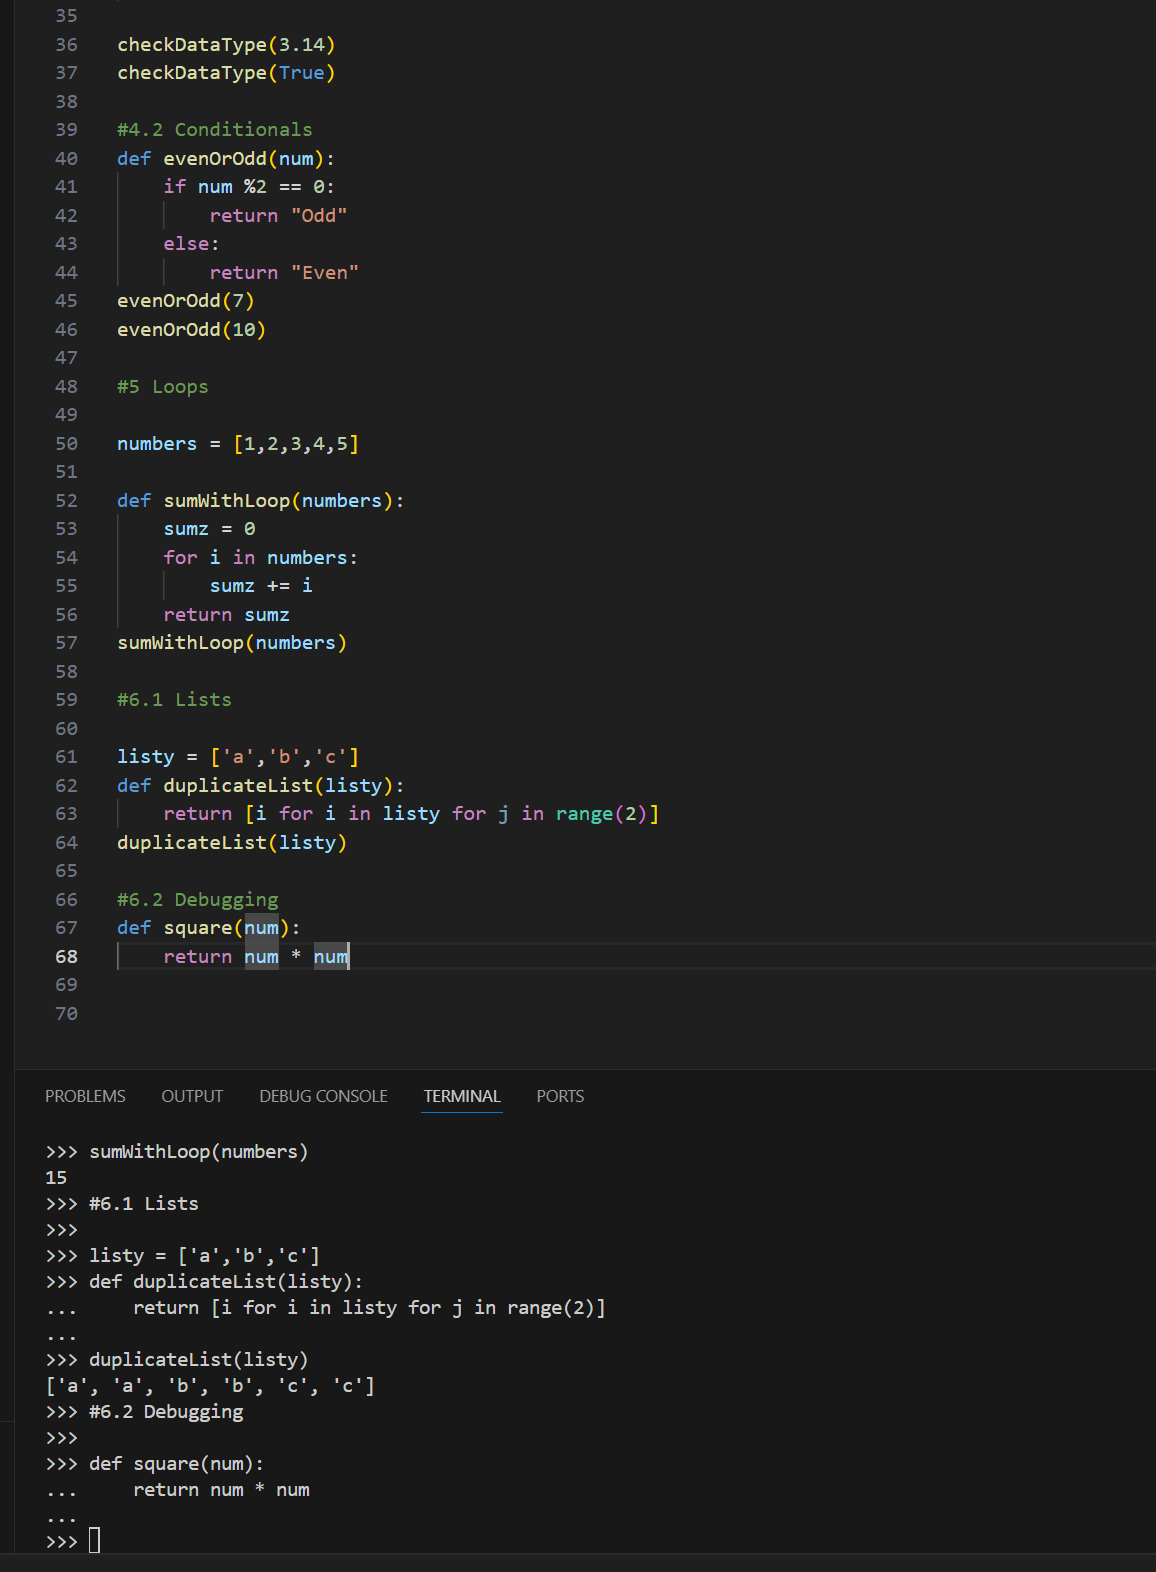 35
36 checkDataType(3.14)
37 checkDataType(True)
38
39 #4.2 Conditionals
40 def evenOrOdd(num):
41     if num %2 == 0:
42         return "Odd"
43     else:
44         return "Even"
45 evenOrOdd(7)
46 evenOrOdd(10)
47
48 #5 Loops
49
50 numbers = [1,2,3,4,5]
51
52 def sumWithLoop(numbers):
53     sumz = 0
54     for i in numbers:
55         sumz += i
56     return sumz
57 sumWithLoop(numbers)
58
59 #6.1 Lists
60
61 listy = ['a','b','c']
62 def duplicateList(listy):
63     return [i for i in listy for j in range(2)]
64 duplicateList(listy)
65
66 #6.2 Debugging
67 def square(num):
68     return num * num
69
70
PROBLEMS OUTPUT DEBUG CONSOLE TERMINAL PORTS
>>> sumWithLoop(numbers)
15
>>> #6.1 Lists
>>>
>>> listy = ['a','b','c']
>>> def duplicateList(listy):
...     return [i for i in listy for j in range(2)]
...
>>> duplicateList(listy)
['a', 'a', 'b', 'b', 'c', 'c']
>>> #6.2 Debugging
>>>
>>> def square(num):
...     return num * num
...
>>>